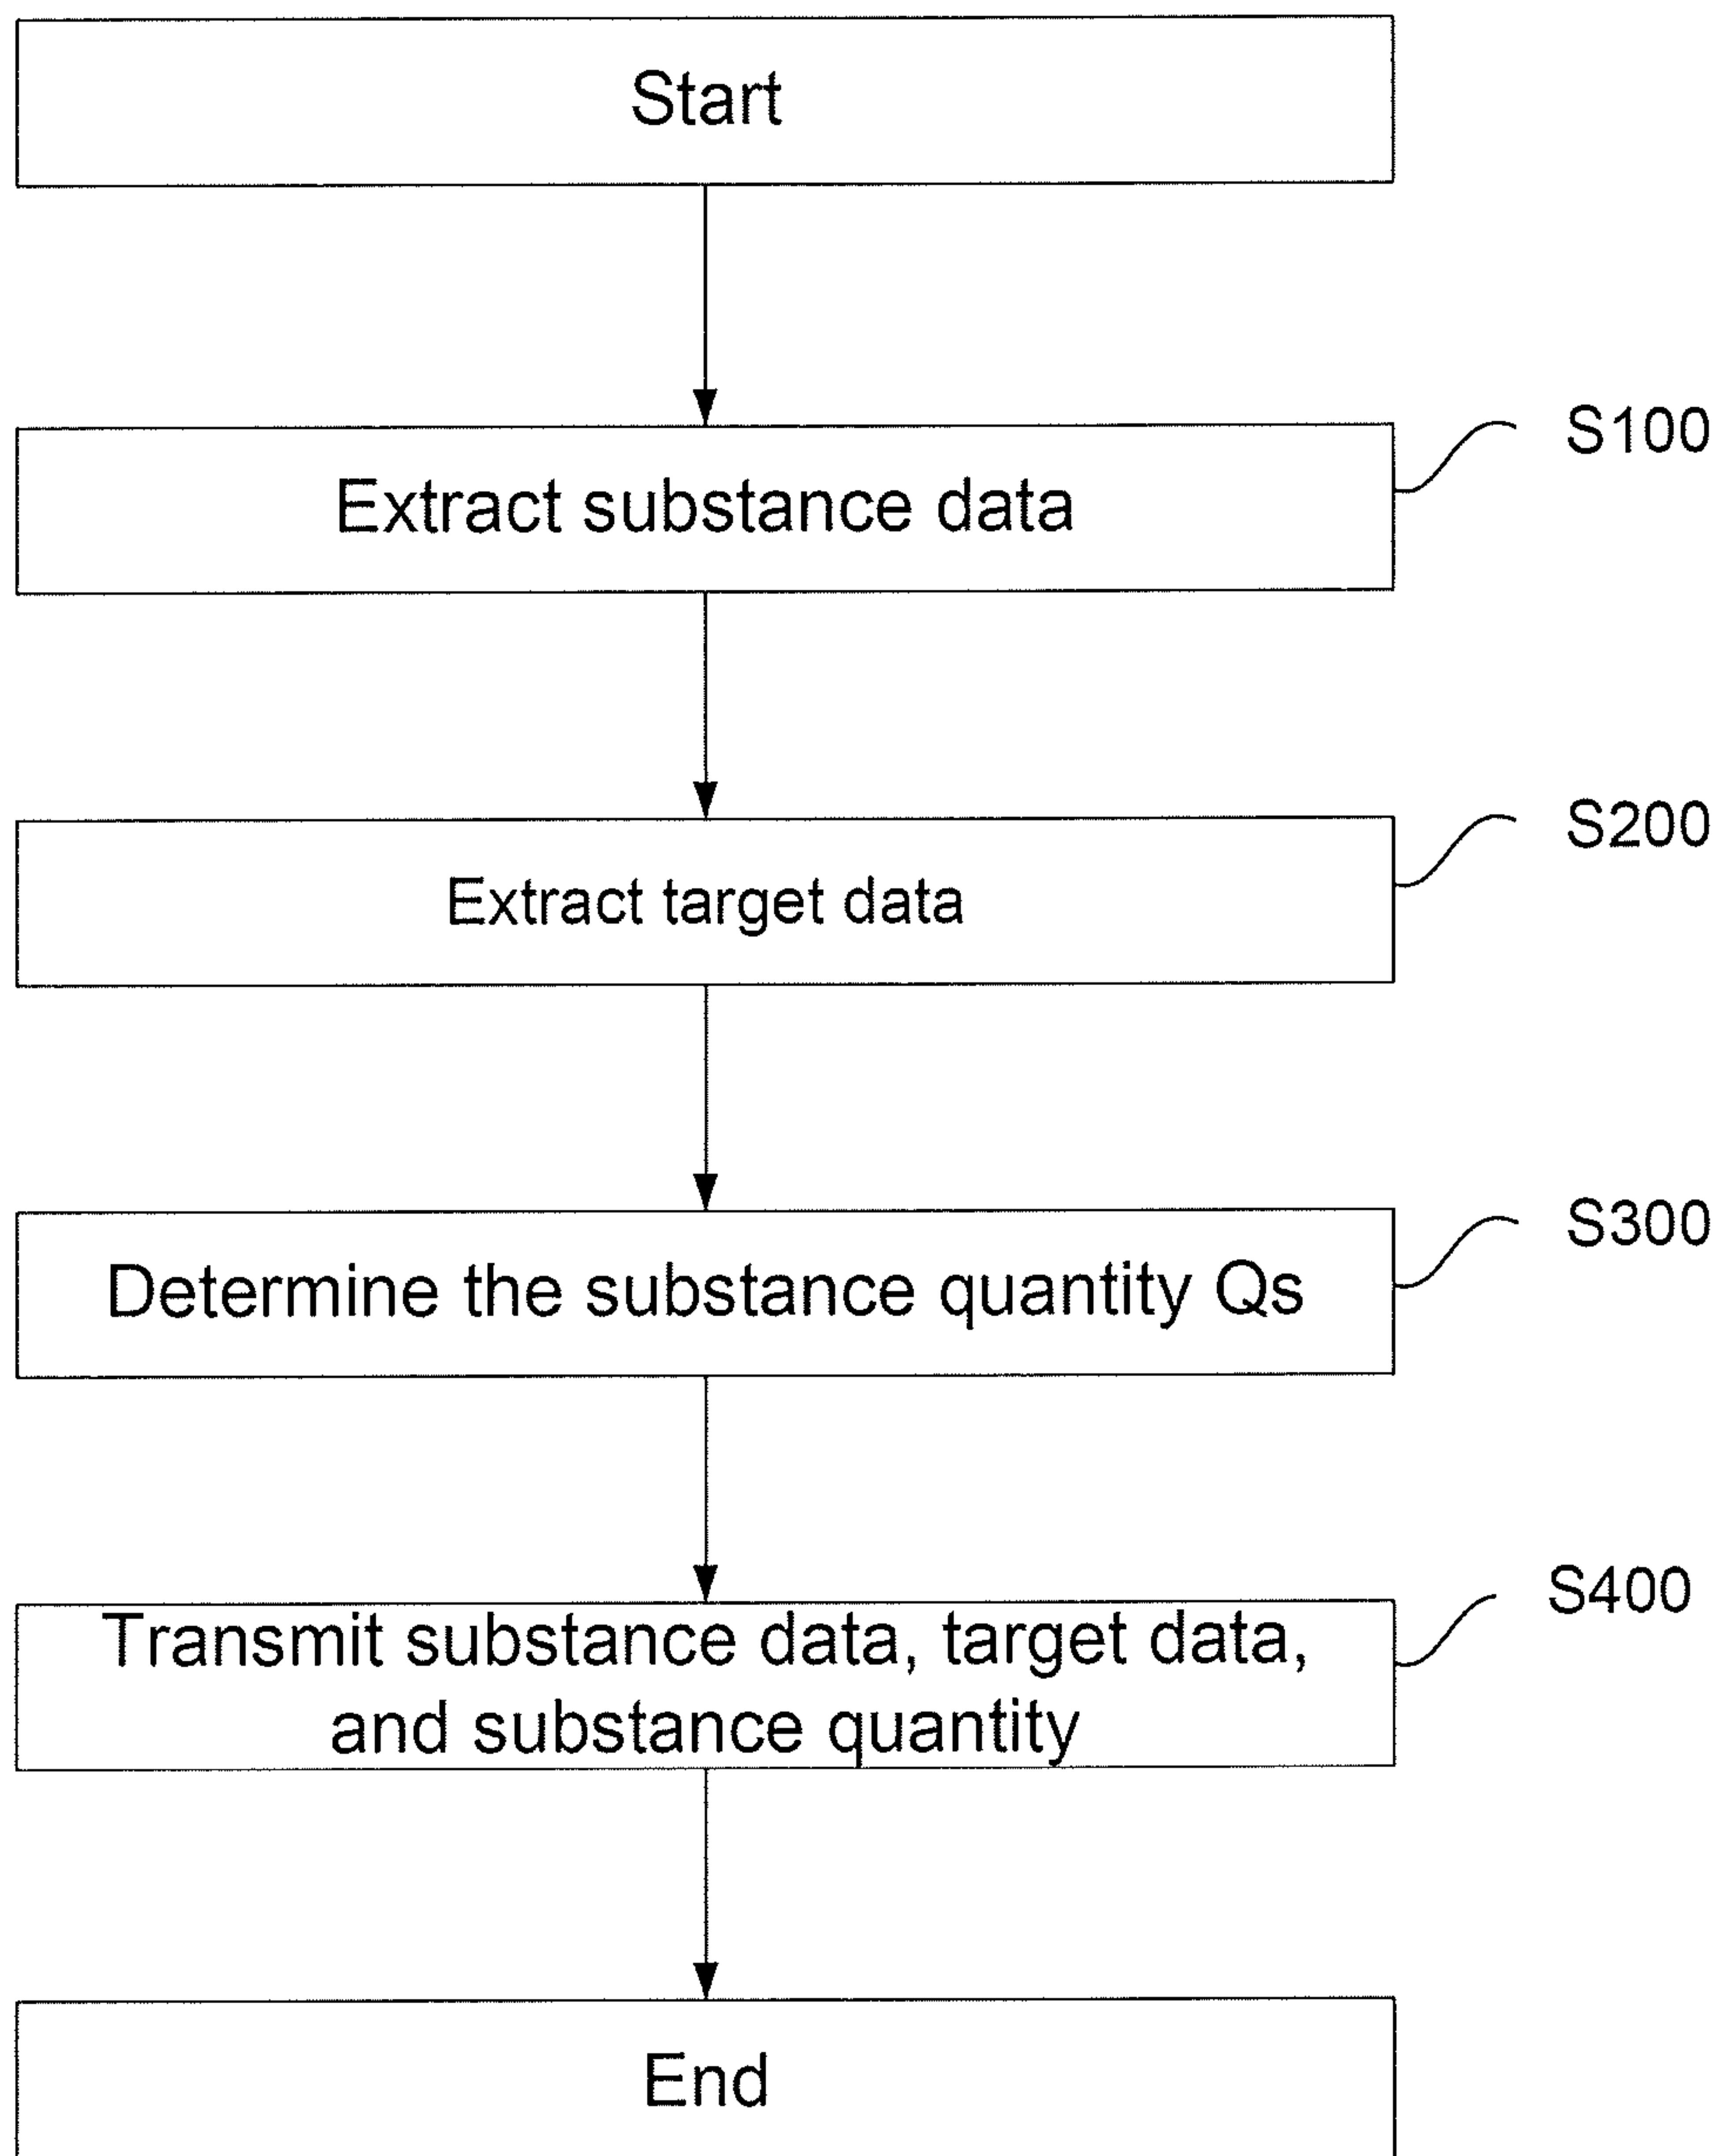 Start
S100
Extract substance data
S200
Extract target data
S300
Determine the substance quantity Qs
S400
Transmit substance data, target data,
and substance quantity
End